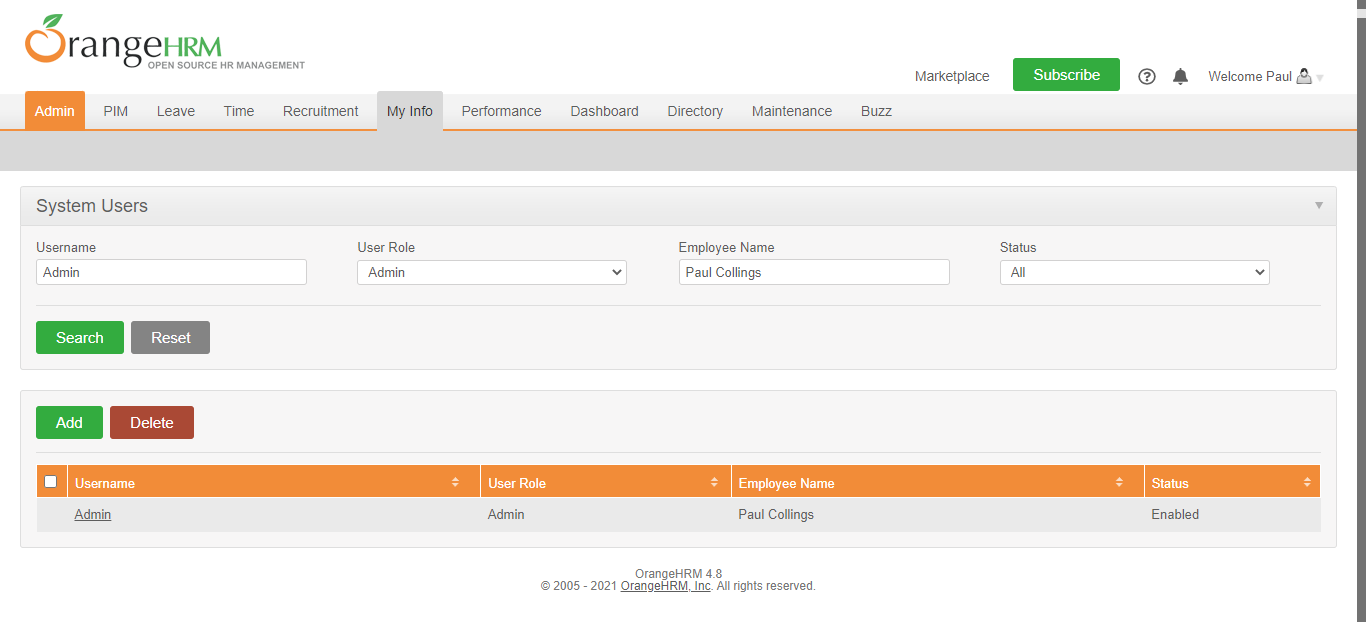 OrangeHRM
OPEN SOURCE HR MANAGEMENT
Marketplace Subscribe ? Welcome Paul
Admin PIM Leave Time Recruitment My Info Performance Dashboard Directory Maintenance Buzz
System Users
Username User Role Employee Name Status
Admin Admin Paul Collings All
Search Reset
Add Delete
Username User Role Employee Name Status
Admin Admin Paul Collings Enabled
OrangeHRM 4.8
© 2005 - 2021 OrangeHRM, Inc. All rights reserved.